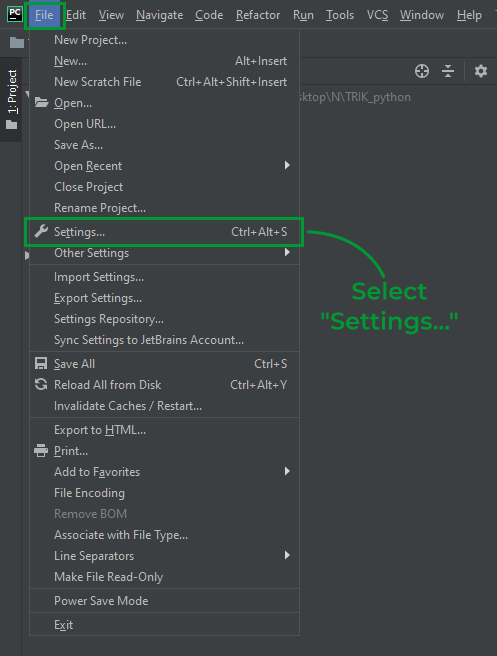 PC File Edit View Navigate Code Refactor Run Tools VCS Window Help
New Project...
New... Alt+Insert
New Scratch File Ctrl+Alt+Shift+Insert
Open...
sktop\N\TRIK_python
Open URL...
1: Project
Save As...
Open Recent
Close Project
Rename Project...
Settings... Ctrl+Alt+S
Other Settings
Import Settings...
Select
"Settings..."
Export Settings...
Settings Repository...
Sync Settings to JetBrains Account...
Save All Ctrl+S
Reload All from Disk Ctrl+Alt+Y
Invalidate Caches / Restart...
Export to HTML...
Print...
Add to Favorites
File Encoding
Remove BOM
Associate with File Type...
Line Separators
Make File Read-Only
Power Save Mode
Exit